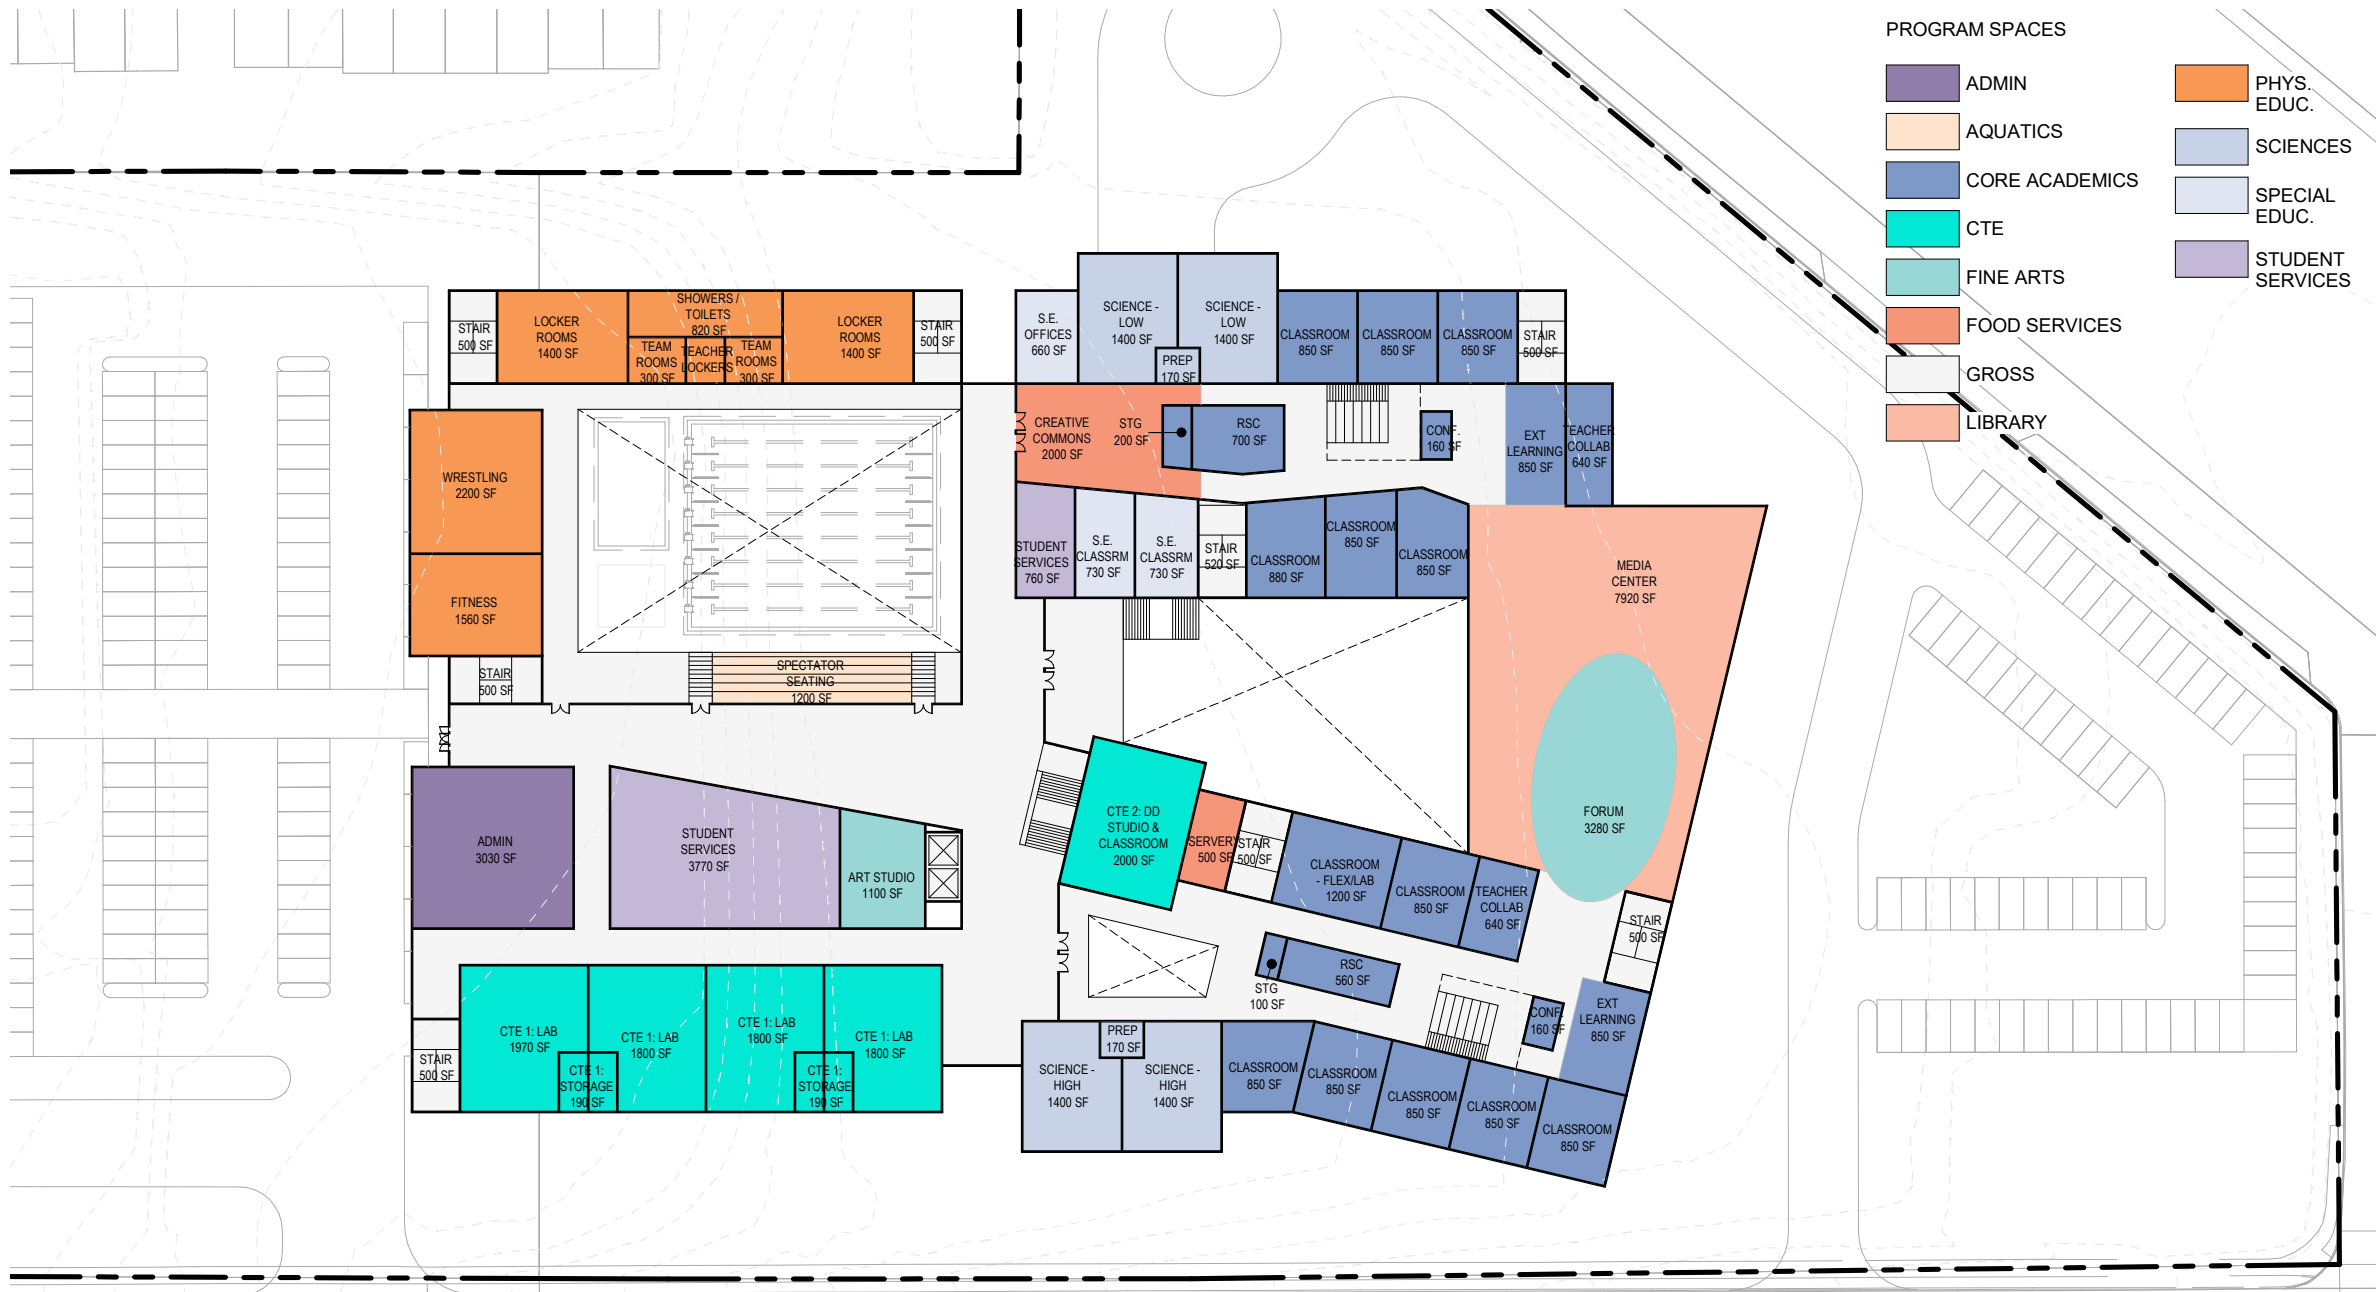 PROGRAM SPACES
ADMIN
AQUATICS
CORE ACADEMICS
CTE
FINE ARTS
FOOD SERVICES
GROSS
LIBRARY
PHYS.
EDUC.
SCIENCES
SPECIAL
EDUC.
STUDENT
SERVICES
STAIR
500 SF
LOCKER
ROOMS
1400 SF
SHOWERS /
TOILETS
820 SF
TEAM
ROOMS
300 SF
TEACHER
LOCKERS
TEAM
ROOMS
300 SF
LOCKER
ROOMS
1400 SF
STAIR
500 SF
S.E.
OFFICES
660 SF
SCIENCE -
LOW
1400 SF
PREP
170 SF
SCIENCE -
LOW
1400 SF
CLASSROOM
850 SF
CLASSROOM
850 SF
CLASSROOM
850 SF
STAIR
500 SF
WRESTLING
2200 SF
FITNESS
1560 SF
STAIR
500 SF
SPECTATOR
SEATING
1200 SF
CREATIVE
COMMONS
2000 SF
STG
200 SF
RSC
700 SF
CONF.
160 SF
EXT
LEARNING
850 SF
TEACHER
COLLAB
640 SF
STUDENT
SERVICES
760 SF
S.E.
CLASSRM
730 SF
S.E.
CLASSRM
730 SF
STAIR
520 SF
CLASSROOM
880 SF
CLASSROOM
850 SF
CLASSROOM
850 SF
MEDIA
CENTER
7920 SF
FORUM
3280 SF
ADMIN
3030 SF
STUDENT
SERVICES
3770 SF
ART STUDIO
1100 SF
CTE 2: DD
STUDIO &
CLASSROOM
2000 SF
SERVERY
500 SF
STAIR
500 SF
CLASSROOM
- FLEX/LAB
1200 SF
CLASSROOM
850 SF
TEACHER
COLLAB
640 SF
STAIR
500 SF
RSC
560 SF
STG
100 SF
CONF.
160 SF
EXT
LEARNING
850 SF
STAIR
500 SF
CTE 1: LAB
1970 SF
CTE 1:
STORAGE
190 SF
CTE 1: LAB
1800 SF
CTE 1: LAB
1800 SF
CTE 1:
STORAGE
190 SF
CTE 1: LAB
1800 SF
SCIENCE -
HIGH
1400 SF
PREP
170 SF
SCIENCE -
HIGH
1400 SF
CLASSROOM
850 SF
CLASSROOM
850 SF
CLASSROOM
850 SF
CLASSROOM
850 SF
CLASSROOM
850 SF